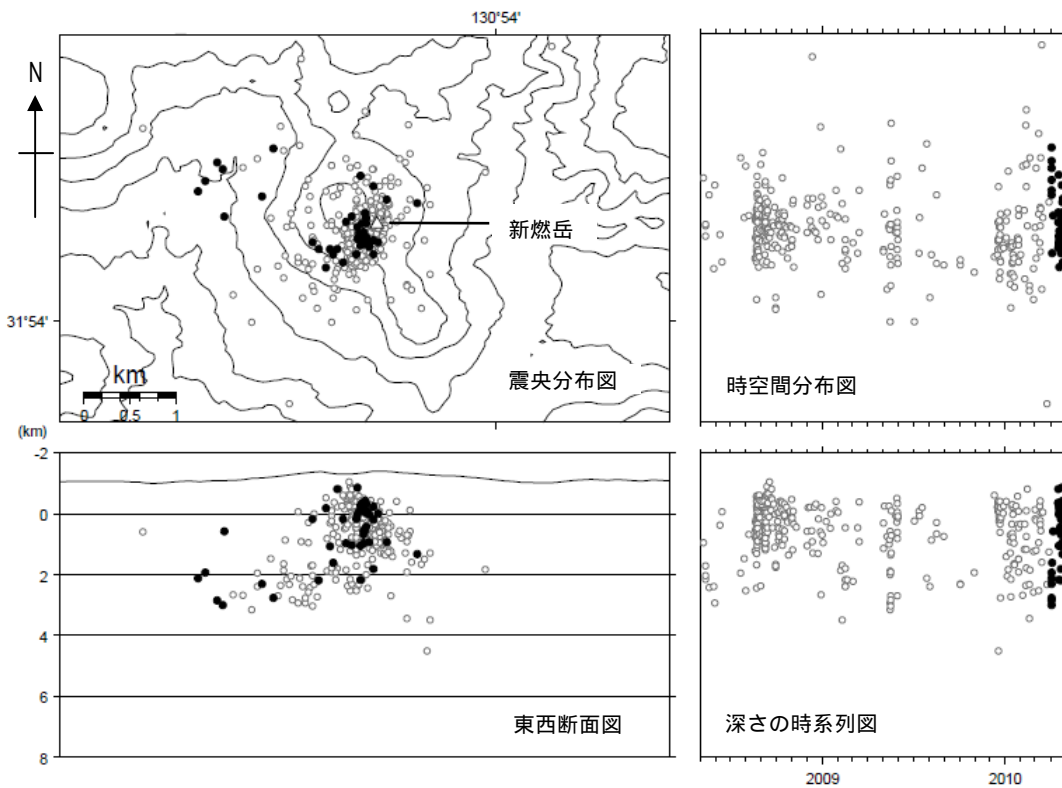 130°54'
N
新燃岳
31°54'
km
0 0.5 1
震央分布図
時空間分布図
(km)
-2
0
2
4
6
8
東西断面図
深さの時系列図
2009 2010